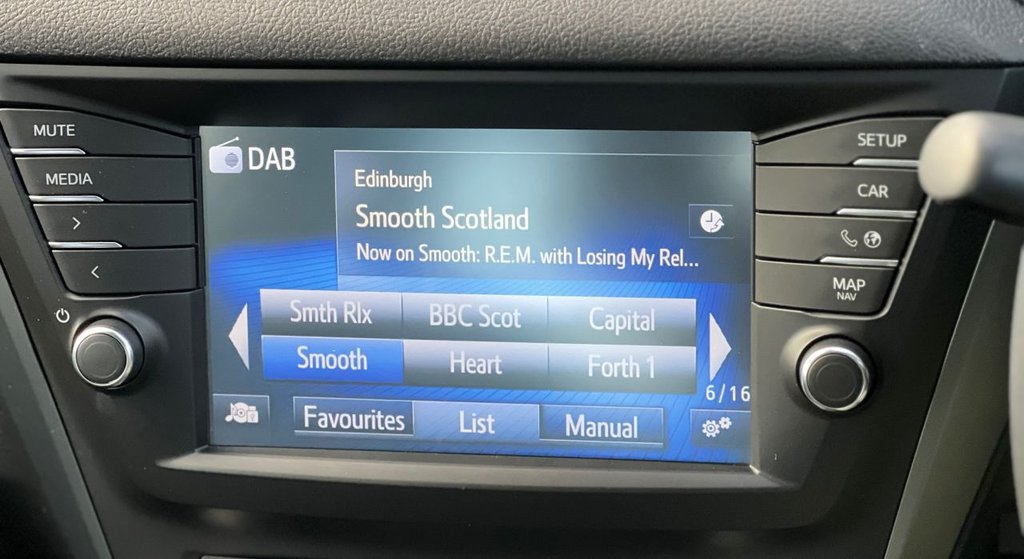 MUTE
MEDIA
DAB
Edinburgh
Smooth Scotland
Now on Smooth: R.E.M. with Losing My Rel...
Smth Rlx
BBC Scot
Capital
Smooth
Heart
Forth 1
6/16
Favourites
List
Manual
SETUP
CAR
MAP
NAV